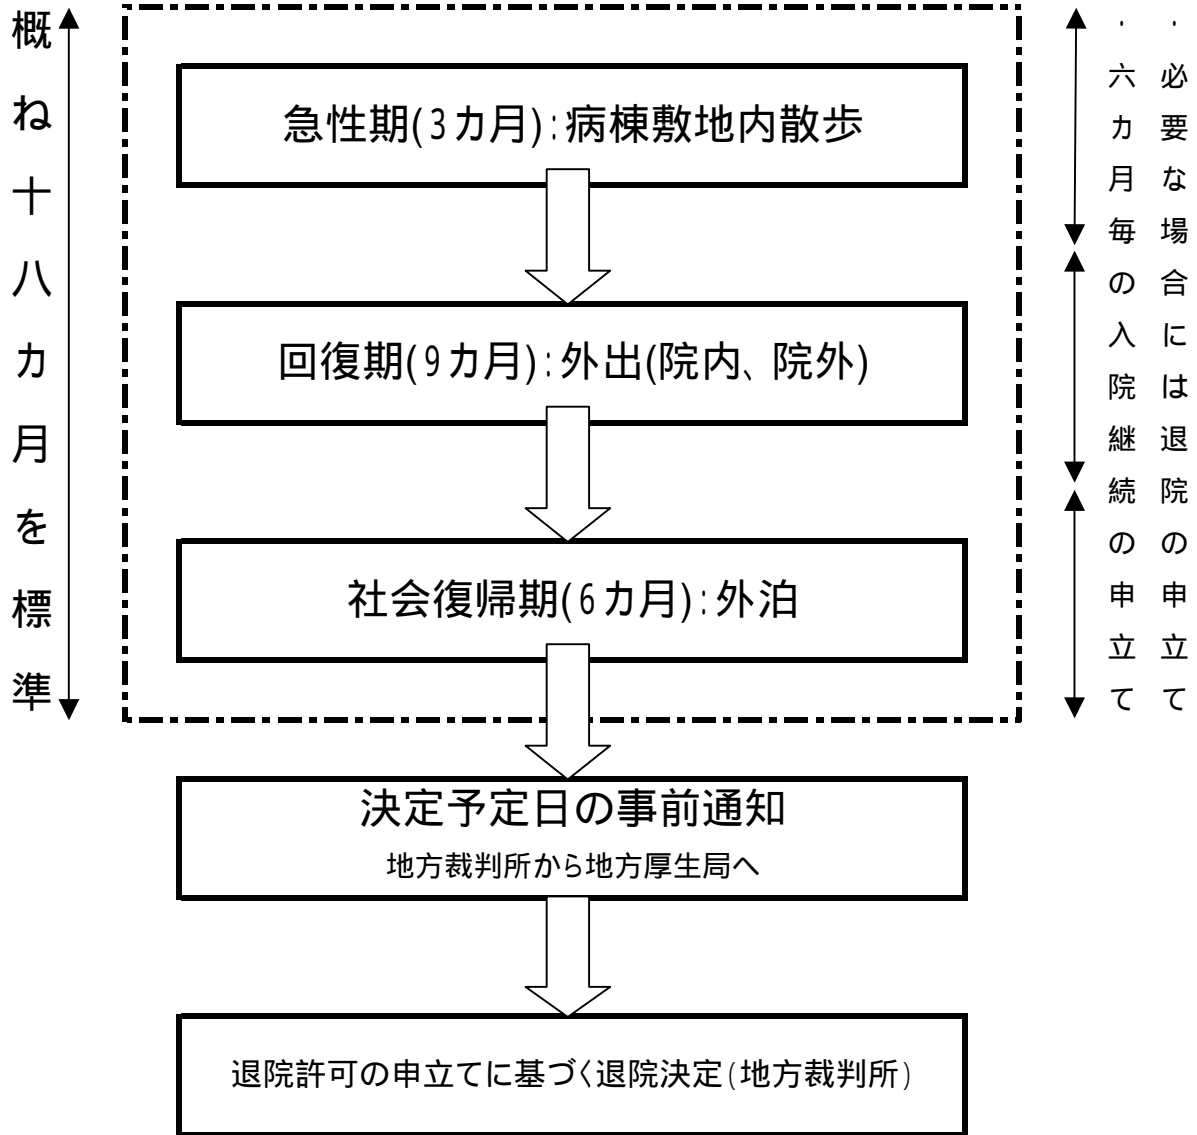 概ね十八カ月を標準
急性期(3カ月):病棟敷地内散歩
回復期(9カ月):外出(院内、院外)
社会復帰期(6カ月):外泊
決定予定日の事前通知
地方裁判所から地方厚生局へ
退院許可の申立てに基づく退院決定(地方裁判所)
・必要な場合には退院の申立て
・六カ月毎の入院継続の申立て